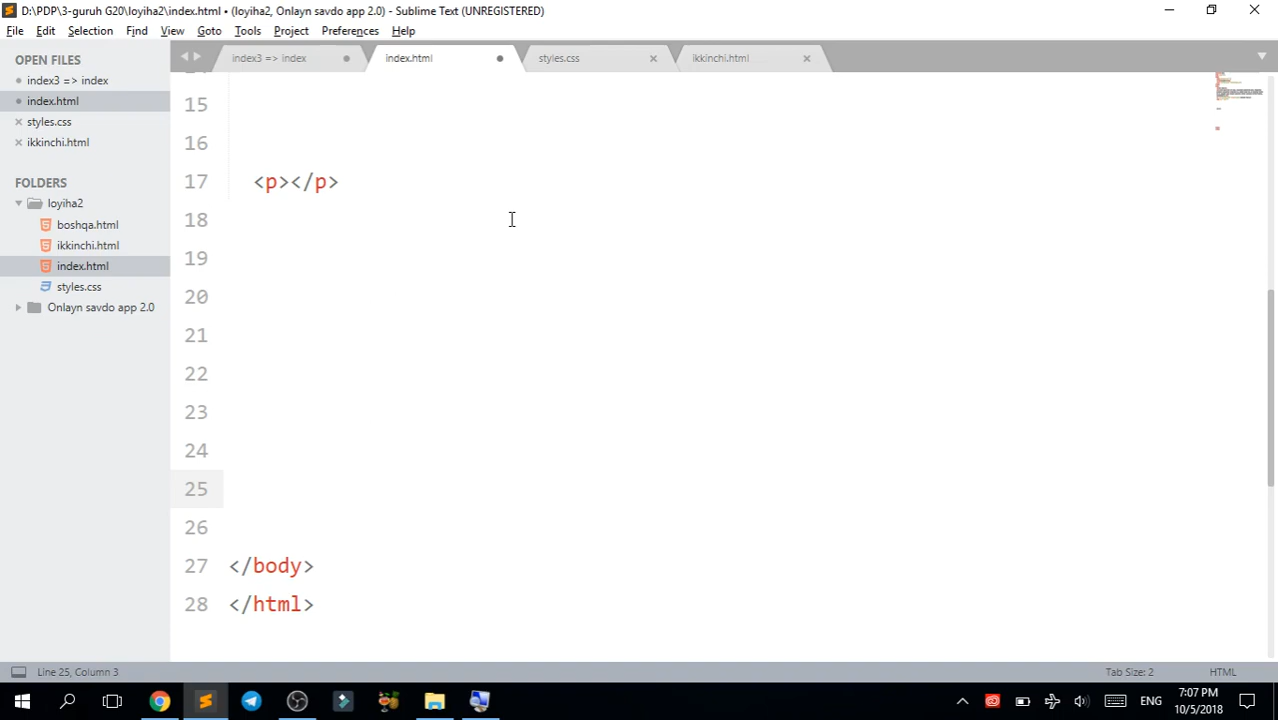 D:\PDP\3-guruh G20\loyiha2\index.html • (loyiha2, Onlayn savdo app 2.0) - Sublime Text (UNREGISTERED)
File Edit Selection Find View Goto Tools Project Preferences Help
OPEN FILES
index3 => index
index.html
styles.css
ikkinchi.html
FOLDERS
loyiha2
boshqa.html
ikkinchi.html
index.html
styles.css
Onlayn savdo app 2.0
index3 => index index.html styles.css ikkinchi.html
15
16
17 <p></p>
18
19
20
21
22
23
24
25
26
27 </body>
28 </html>
Line 25, Column 3 Tab Size: 2 HTML
ENG 7:07 PM
10/5/2018